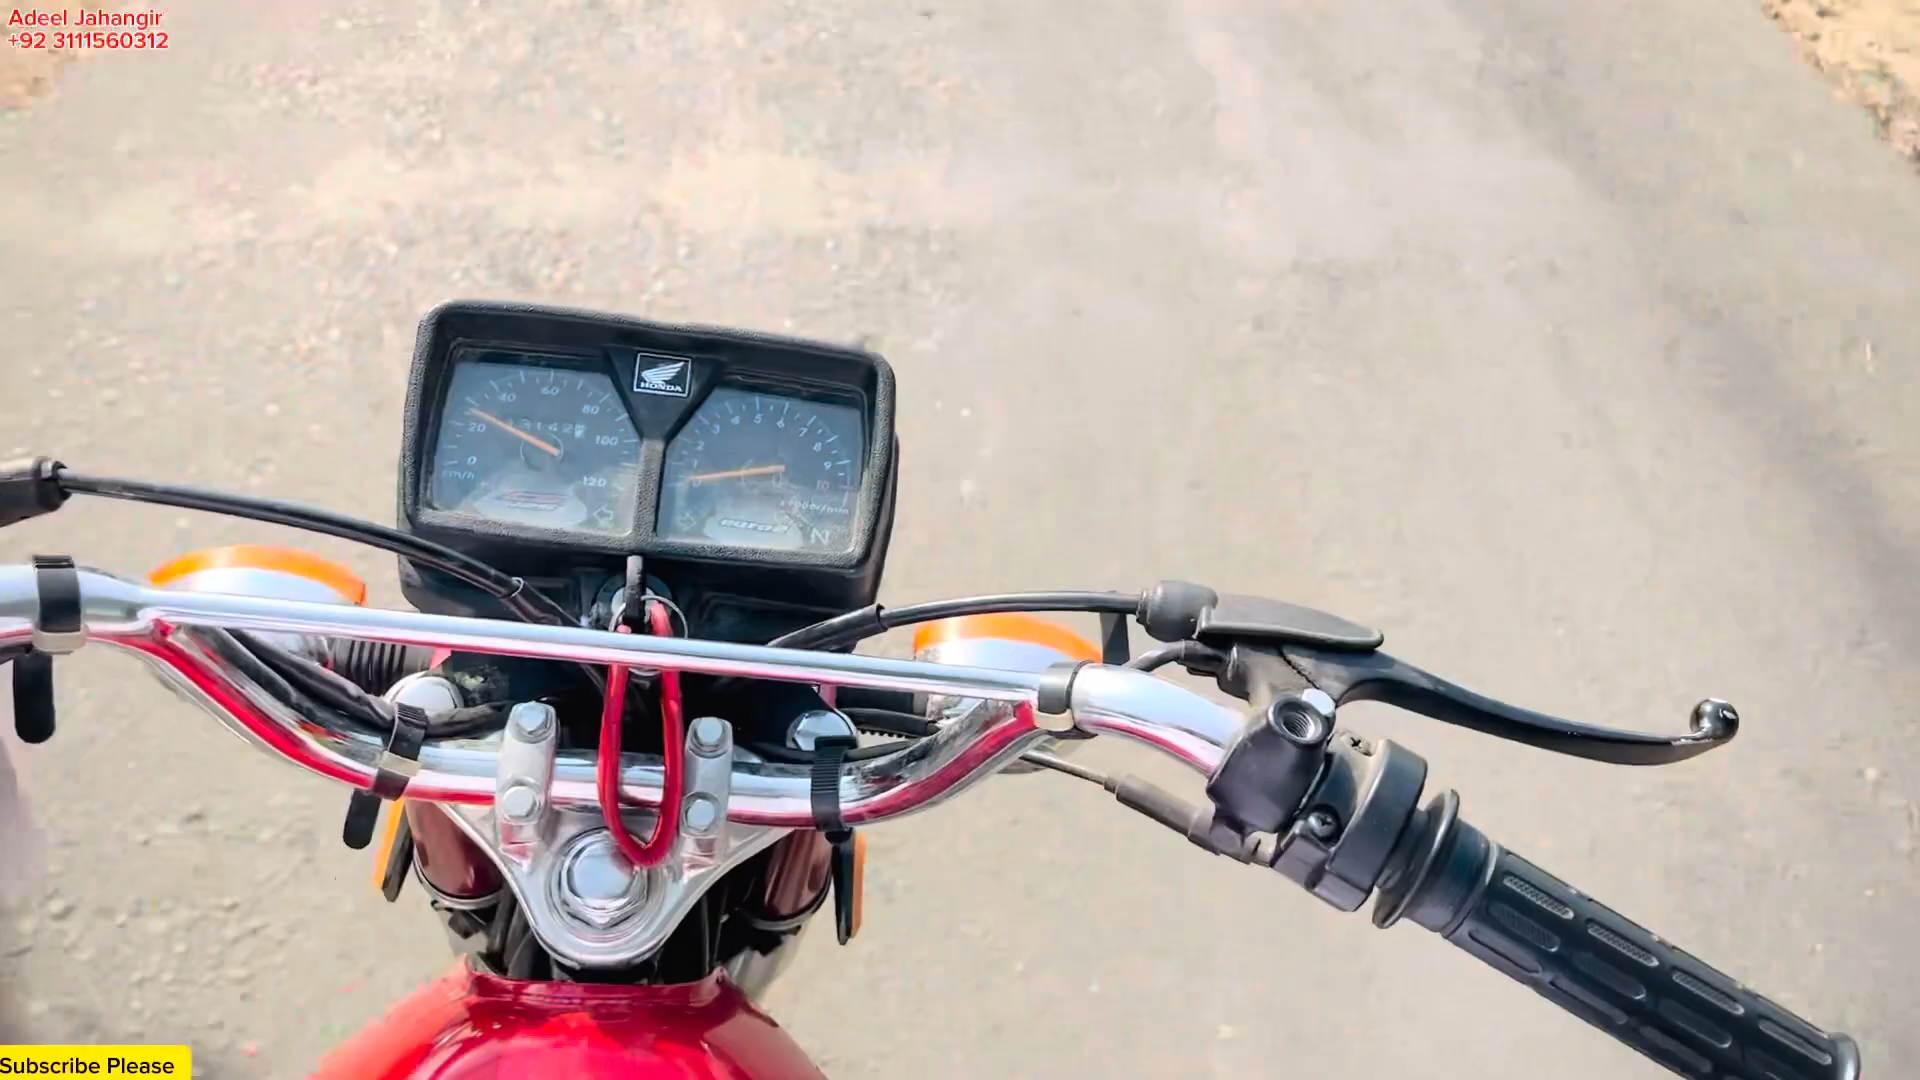 Adeel Jahangir
+92 3111560312
HONDA
0 20 40 60 80 100 120
km/h
0 1 2 3 4 5 6 7 8 9 10
euro2
N
Subscribe Please